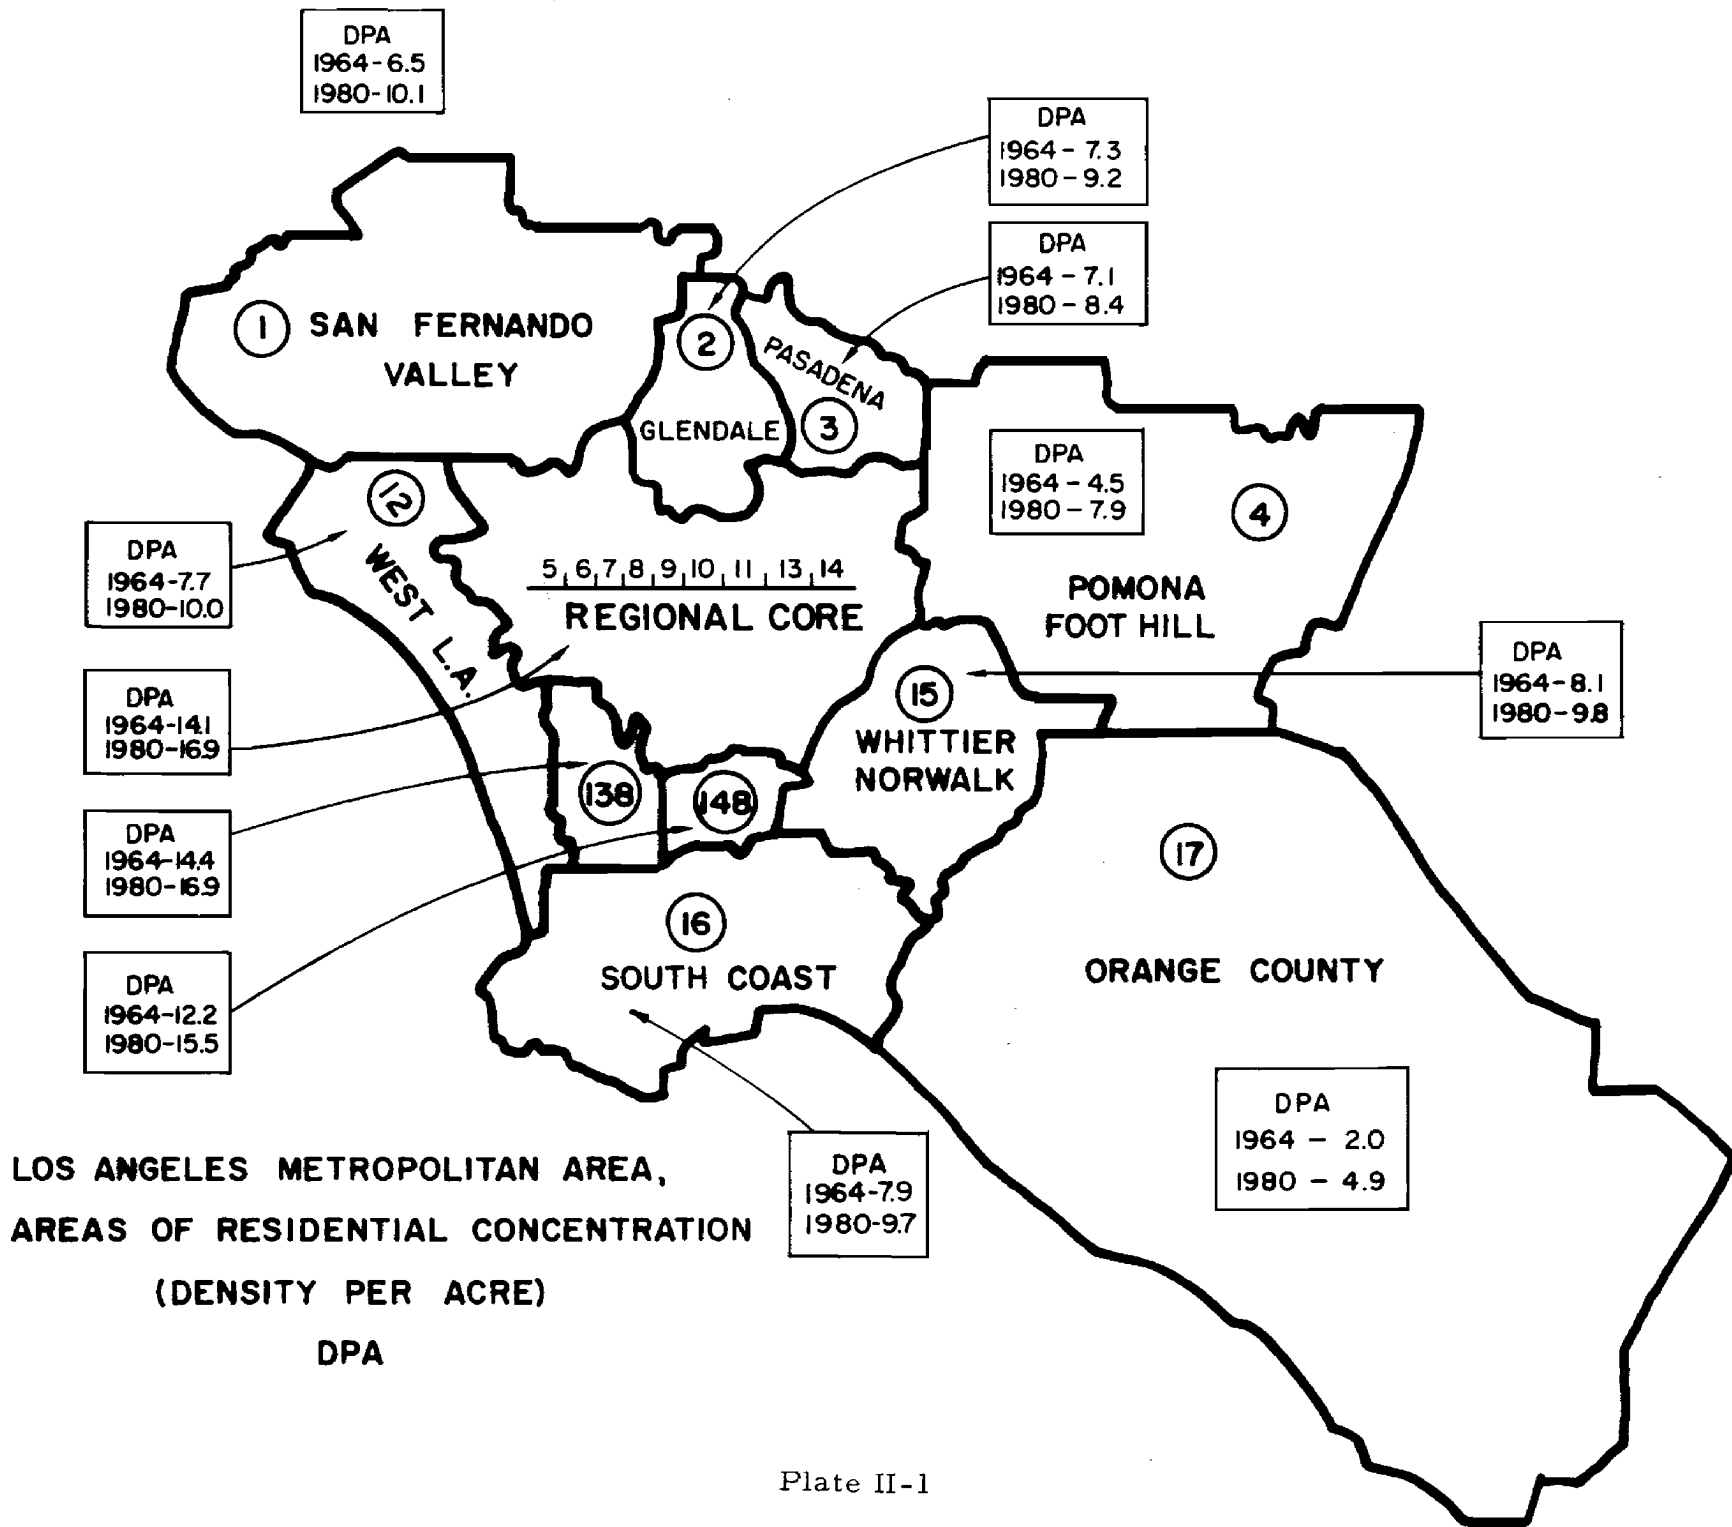 DPA
1964-6.5
1980-10.1
DPA
1964-7.3
1980-9.2
DPA
1964-7.1
1980-8.4
1 SAN FERNANDO
VALLEY
2
GLENDALE
PASADENA
3
DPA
1964-4.5
1980-7.9
4
POMONA
FOOT HILL
12
WEST L.A.
DPA
1964-7.7
1980-10.0
5 6 7 8 9 10 11 13 14
REGIONAL CORE
DPA
1964-14.1
1980-16.9
15
WHITTIER
NORWALK
DPA
1964-8.1
1980-9.8
DPA
1964-14.4
1980-16.9
138
148
17
ORANGE COUNTY
DPA
1964-12.2
1980-15.5
16
SOUTH COAST
DPA
1964-7.9
1980-9.7
DPA
1964 - 2.0
1980 - 4.9
LOS ANGELES METROPOLITAN AREA,
AREAS OF RESIDENTIAL CONCENTRATION
(DENSITY PER ACRE)
DPA
Plate II-1